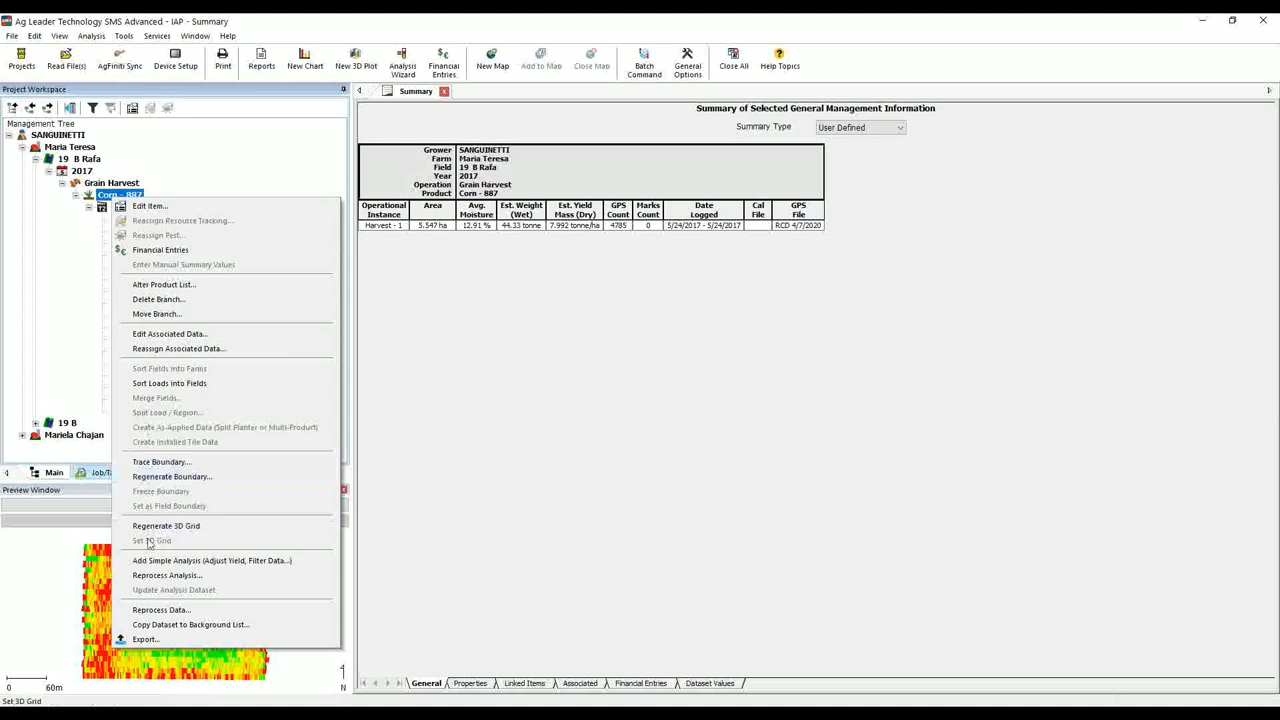 Ag Leader Technology SMS Advanced - IAP - Summary
File Edit View Analysis Tools Services Window Help
Projects Read File(s) AgFiniti Sync Device Setup Print Reports New Chart New 3D Plot Analysis Wizard Financial Entries New Map Add to Map Close Map Batch Command General Options Close All Help Topics
Project Workspace
Summary
Management Tree
SANGUINETTI
Maria Teresa
19 B Rafa
2017
Grain Harvest
Corn - 887
Edit Item...
Reassign Resource Tracking...
Reassign Pest...
Financial Entries
Enter Manual Summary Values
Alter Product List...
Delete Branch...
Move Branch...
Edit Associated Data...
Reassign Associated Data...
Sort Fields into Farms
Sort Loads into Fields
Merge Fields...
Split Load / Region...
Create As-Applied Data (Split Planter or Multi-Product)
Create Installed Tile Data
Trace Boundary...
Regenerate Boundary...
Freeze Boundary
Set as Field Boundary
Regenerate 3D Grid
Set 3D Grid
Add Simple Analysis (Adjust Yield, Filter Data...)
Reprocess Analysis...
Update Analysis Dataset
Reprocess Data...
Copy Dataset to Background List...
Export...
19 B
Mariela Chajan
Main Job/Ta
Preview Window
0 60m N
Set 3D Grid
Summary of Selected General Management Information
Summary Type User Defined
Grower SANGUINETTI
Farm Maria Teresa
Field 19 B Rafa
Year 2017
Operation Grain Harvest
Product Corn - 887
Operational Instance Area Avg. Moisture Est. Weight (Wet) Est. Yield Mass (Dry) GPS Count Marks Count Date Logged Cal File GPS File
Harvest - 1 5.547 ha 12.91 % 44.33 tonne 7.992 tonne/ha 4785 0 5/24/2017 - 5/24/2017 RCD 4/7/2020
General Properties Linked Items Associated Financial Entries Dataset Values